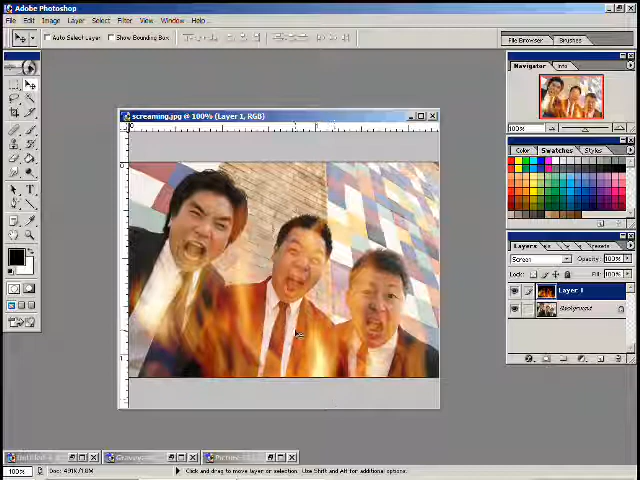 Adobe Photoshop
File Edit Image Layer Select Filter View Window Help
Auto Select Layer Show Bounding Box
File Browser Brushes
Navigator Info
screaming.jpg @ 100% (Layer 1, RGB)
100%
Color Swatches Styles
Layers
Screen Opacity: 100%
Lock: Fill: 100%
Layer 1
Background
100% Doc: 491K/1.0M Click and drag to move layer or selection. Use Shift and Alt for additional options.